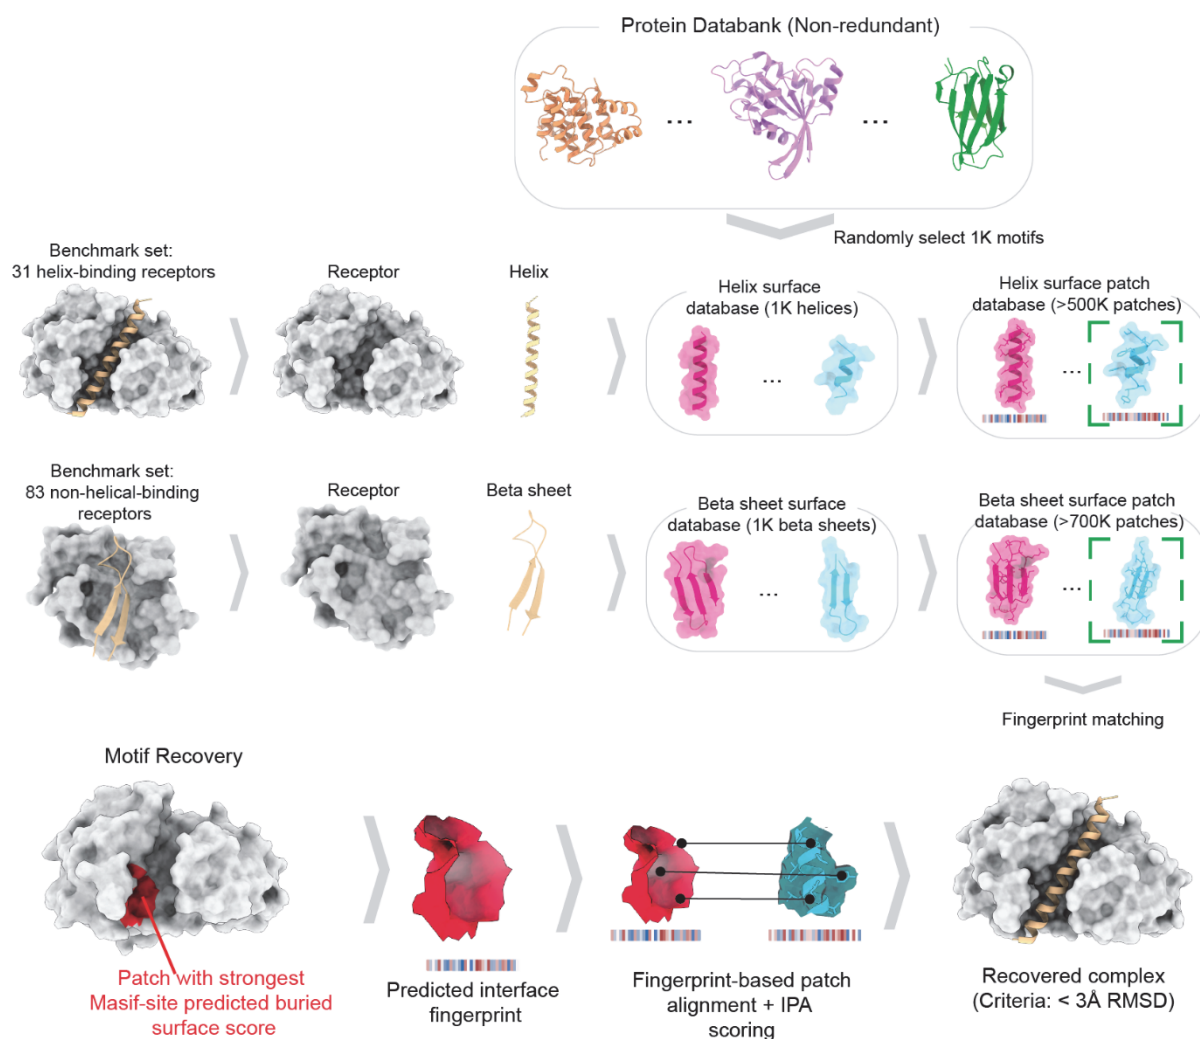 Protein Databank (Non-redundant)
...
...
Randomly select 1K motifs
Benchmark set:
31 helix-binding receptors
Receptor
Helix
Helix surface
database (1K helices)
...
Helix surface patch
database (>500K patches)
...
Benchmark set:
83 non-helical-binding
receptors
Receptor
Beta sheet
Beta sheet surface
database (1K beta sheets)
...
Beta sheet surface patch
database (>700K patches)
...
Fingerprint matching
Motif Recovery
Patch with strongest
Masif-site predicted buried
surface score
Predicted interface
fingerprint
Fingerprint-based patch
alignment + IPA
scoring
Recovered complex
(Criteria: < 3Å RMSD)